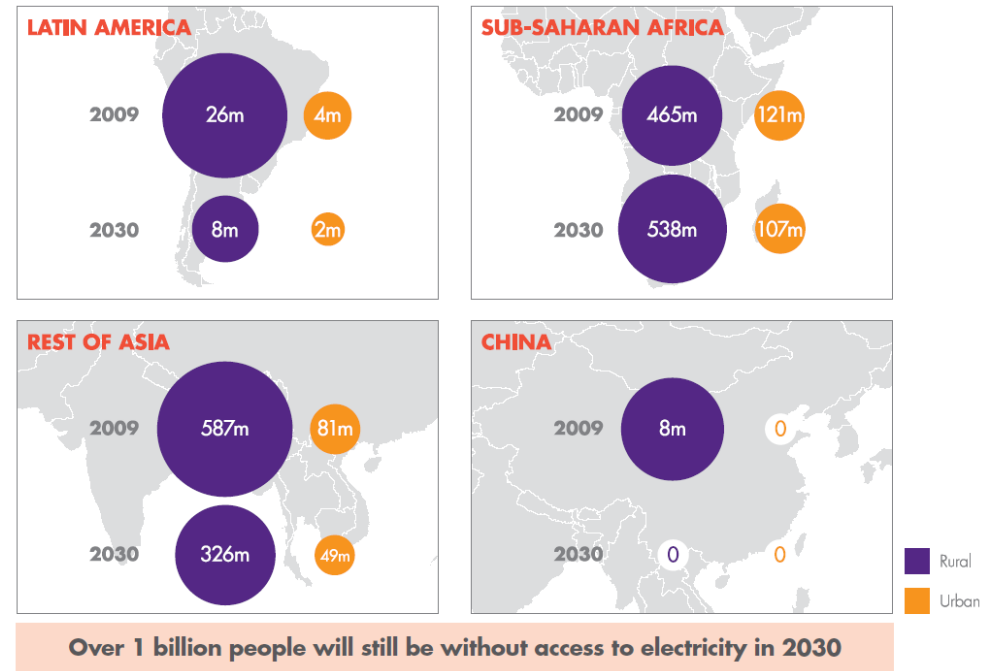 LATIN AMERICA
2009 26m 4m
2030 8m 2m
SUB-SAHARAN AFRICA
2009 465m 121m
2030 538m 107m
REST OF ASIA
2009 587m 81m
2030 326m 49m
CHINA
2009 8m 0
2030 0 0
Rural
Urban
Over 1 billion people will still be without access to electricity in 2030